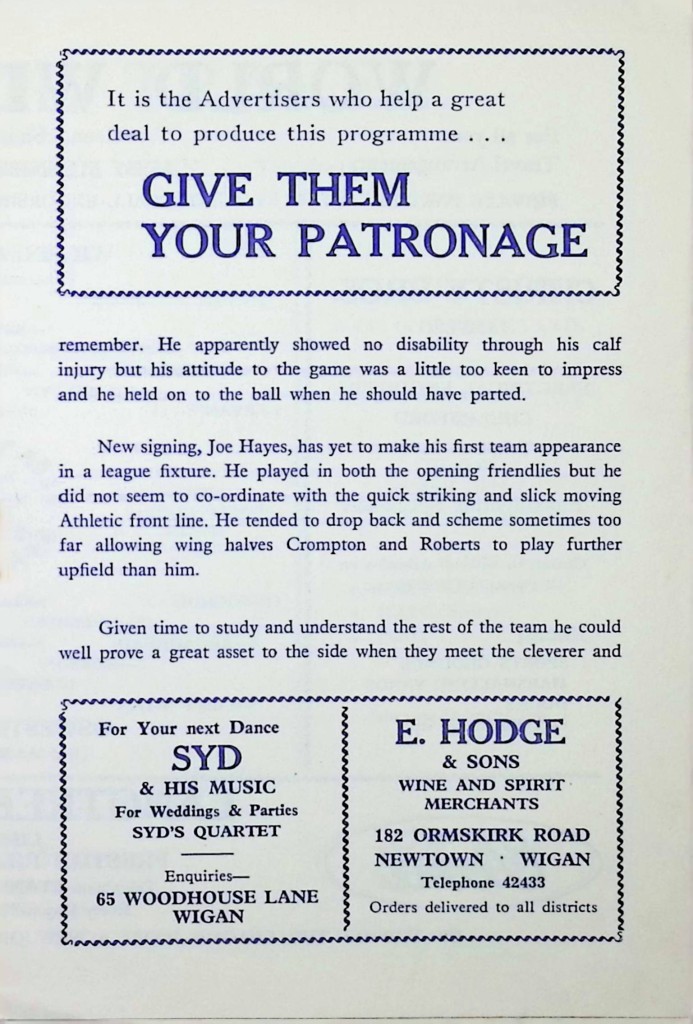 It is the Advertisers who help a great
deal to produce this programme . . .
GIVE THEM
YOUR PATRONAGE
remember. He apparently showed no disability through his calf
injury but his attitude to the game was a little too keen to impress
and he held on to the ball when he should have parted.
New signing, Joe Hayes, has yet to make his first team appearance
in a league fixture. He played in both the opening friendlies but he
did not seem to co-ordinate with the quick striking and slick moving
Athletic front line. He tended to drop back and scheme sometimes too
far allowing wing halves Crompton and Roberts to play further
upfield than him.
Given time to study and understand the rest of the team he could
well prove a great asset to the side when they meet the cleverer and
For Your next Dance
SYD
& HIS MUSIC
For Weddings & Parties
SYD'S QUARTET
Enquiries—
65 WOODHOUSE LANE
WIGAN
E. HODGE
& SONS
WINE AND SPIRIT
MERCHANTS
182 ORMSKIRK ROAD
NEWTOWN · WIGAN
Telephone 42433
Orders delivered to all districts